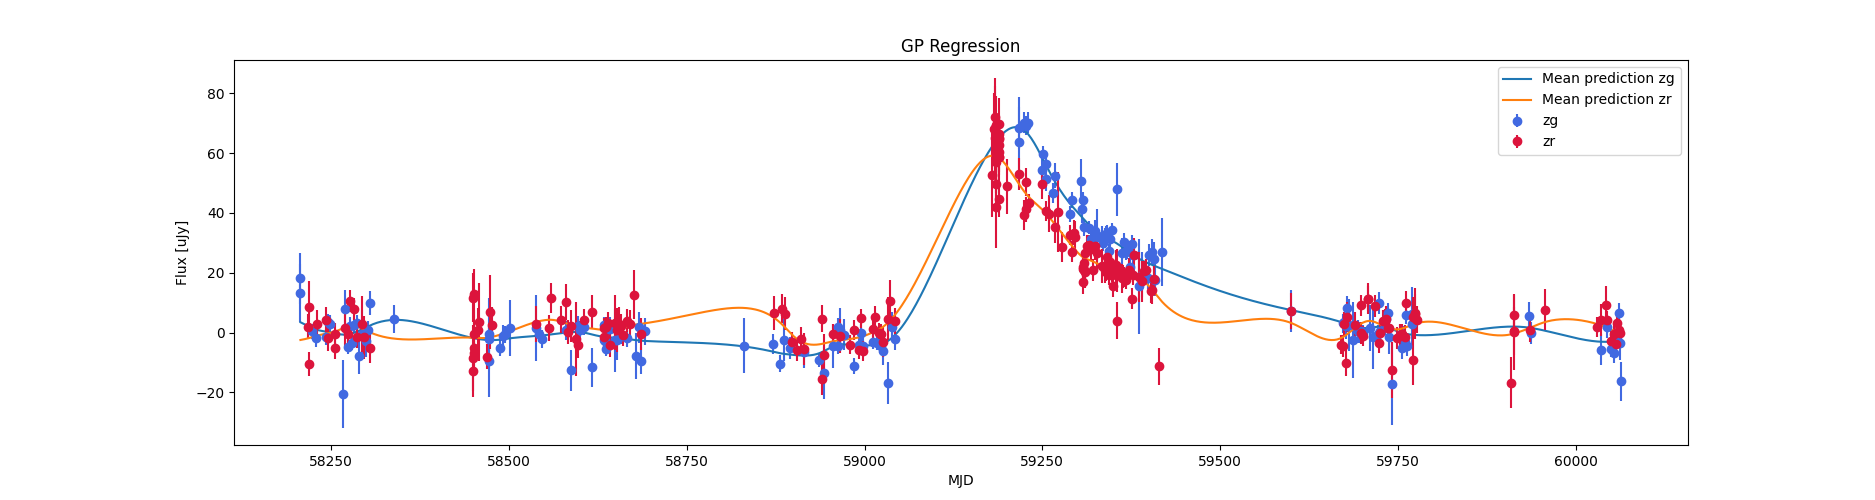 GP Regression
Mean prediction zg
Mean prediction zr
zg
zr
Flux [uJy]
80
60
40
20
0
−20
58250 58500 58750 59000 59250 59500 59750 60000
MJD